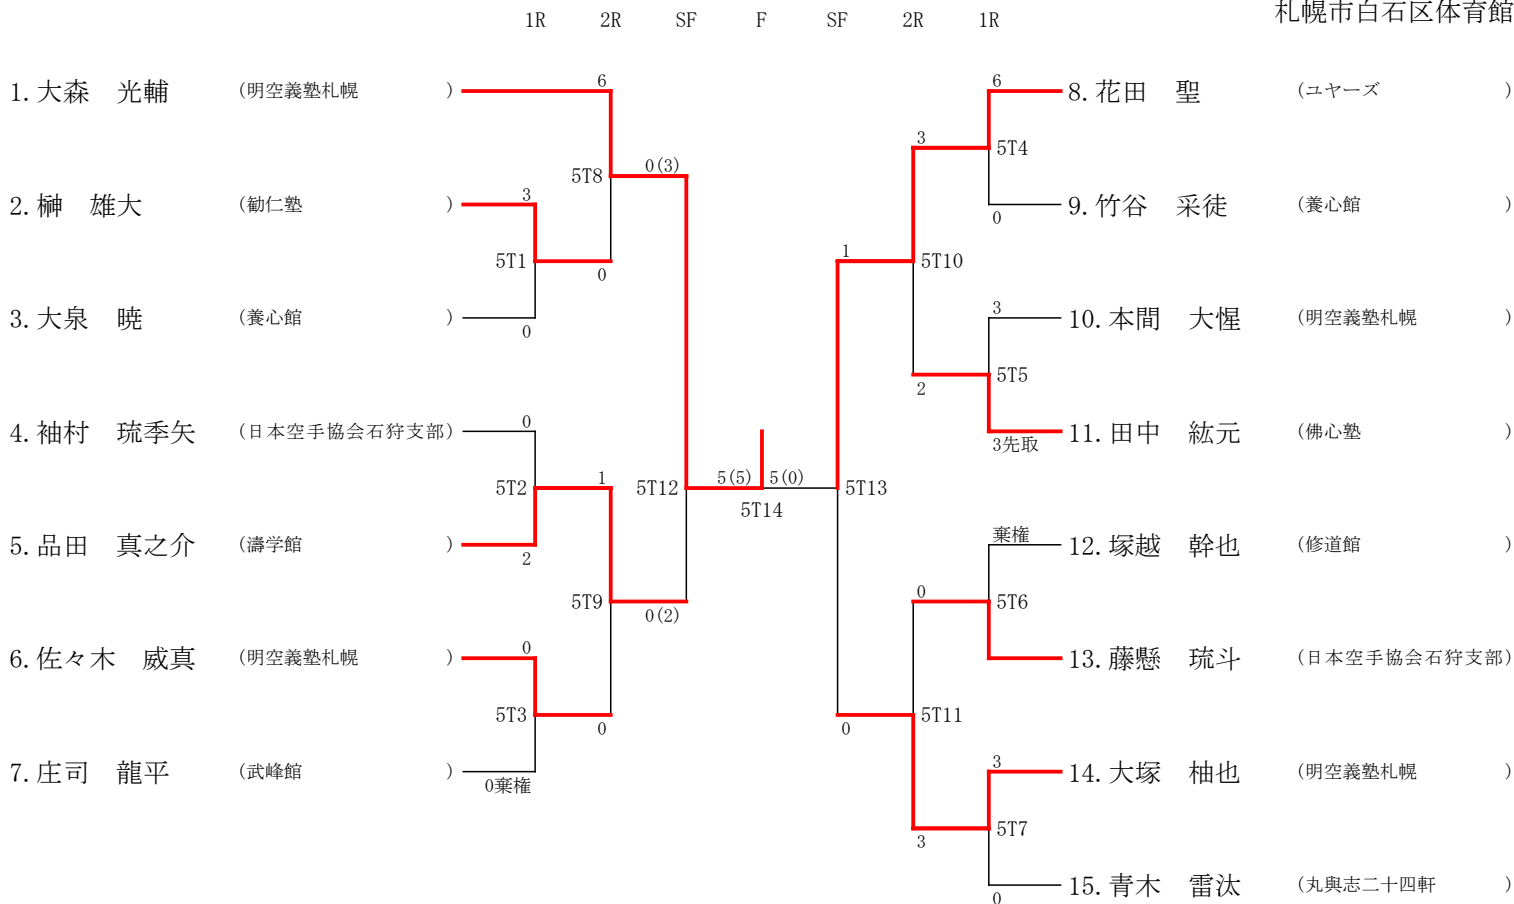 札幌市白石区体育館
1R 2R SF F SF 2R 1R
6 6
1. 大森 光輔 (明空義塾札幌 ) 8. 花田 聖 (ユヤーズ )
3 5T4
5T8 0(3)
3
2. 榊 雄大 (勧仁塾 ) 9. 竹谷 采徒 (養心館 )
0
1
5T1 5T10
0
3
3. 大泉 暁 (養心館 ) 10. 本間 大惺 (明空義塾札幌 )
0
5T5
2
0
4. 袖村 琉季矢 (日本空手協会石狩支部) 11. 田中 紘元 (佛心塾 )
3先取
1 5(5) 5(0)
5T2 5T12 5T13
5T14
棄権
5. 品田 真之介 (濤学館 ) 12. 塚越 幹也 (修道館 )
2
0
5T9 5T6
0(2)
0
6. 佐々木 威真 (明空義塾札幌 ) 13. 藤懸 琉斗 (日本空手協会石狩支部)
5T3 5T11
0 0
3
7. 庄司 龍平 (武峰館 ) 14. 大塚 柚也 (明空義塾札幌 )
0棄権
5T7
3
15. 青木 雷汰 (丸與志二十四軒 )
0